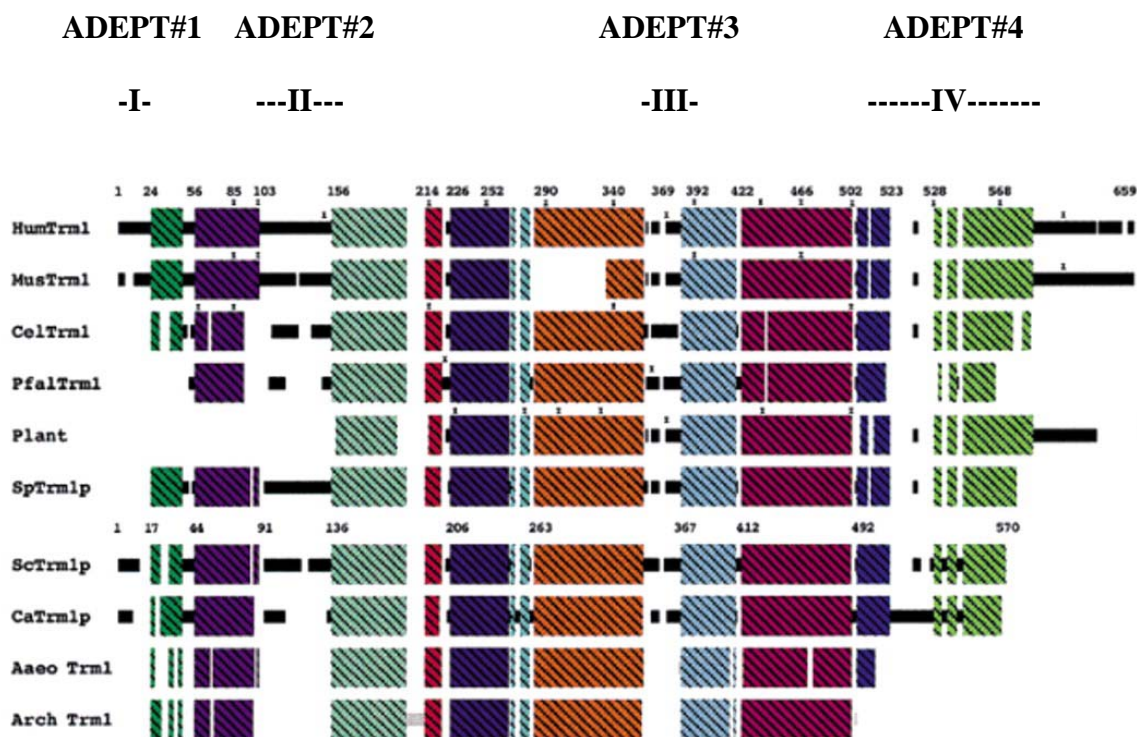 ADEPT#1 ADEPT#2 ADEPT#3 ADEPT#4
-I- ---II--- -III- ------IV-------
1 24 56 85 103 156 214 226 252 290 340 369 392 422 466 502 523 528 568 659
HumTrm1
MusTrm1
CelTrm1
PfalTrm1
Plant
SpTrm1p
1 17 44 91 136 206 263 367 412 492 570
ScTrm1p
CaTrm1p
Aaeo Trm1
Arch Trm1